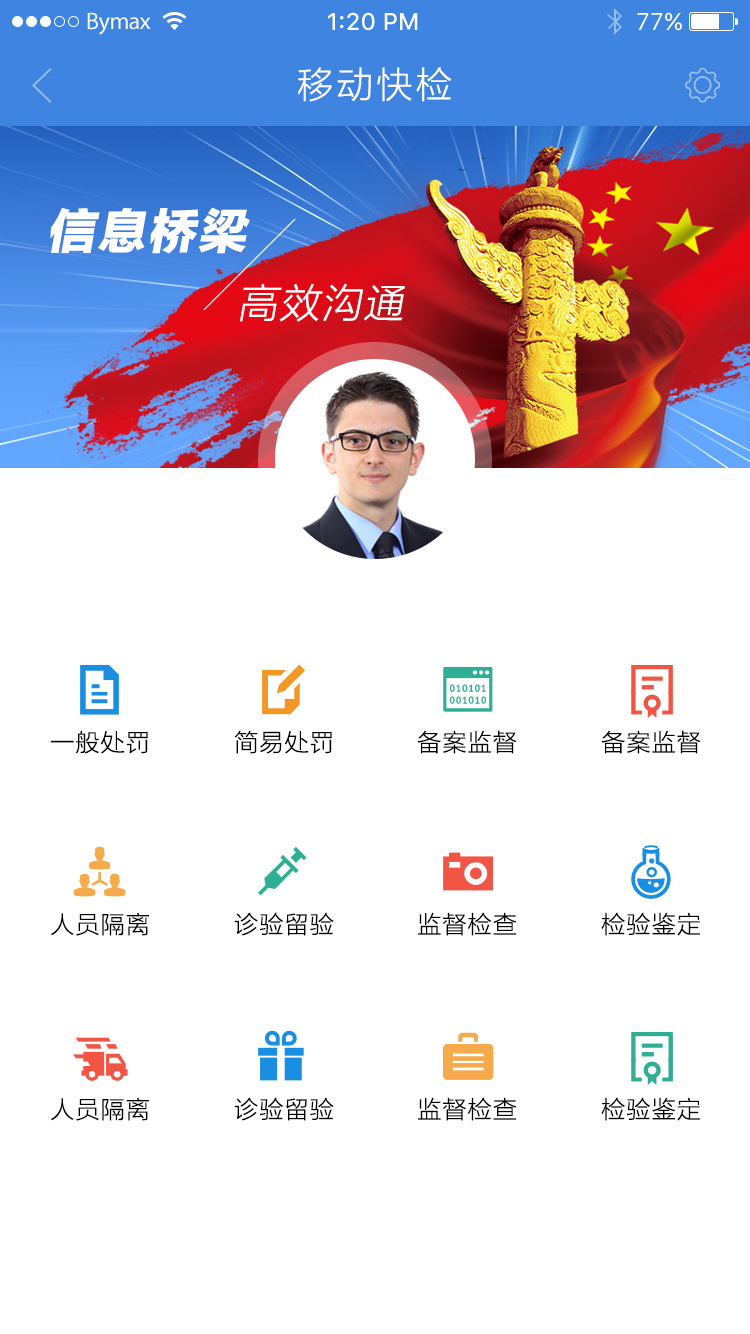 Bymax 1:20 PM 77%
移动快检
信息桥梁
高效沟通
010101
001010
一般处罚 简易处罚 备案监督 备案监督
人员隔离 诊验留验 监督检查 检验鉴定
人员隔离 诊验留验 监督检查 检验鉴定